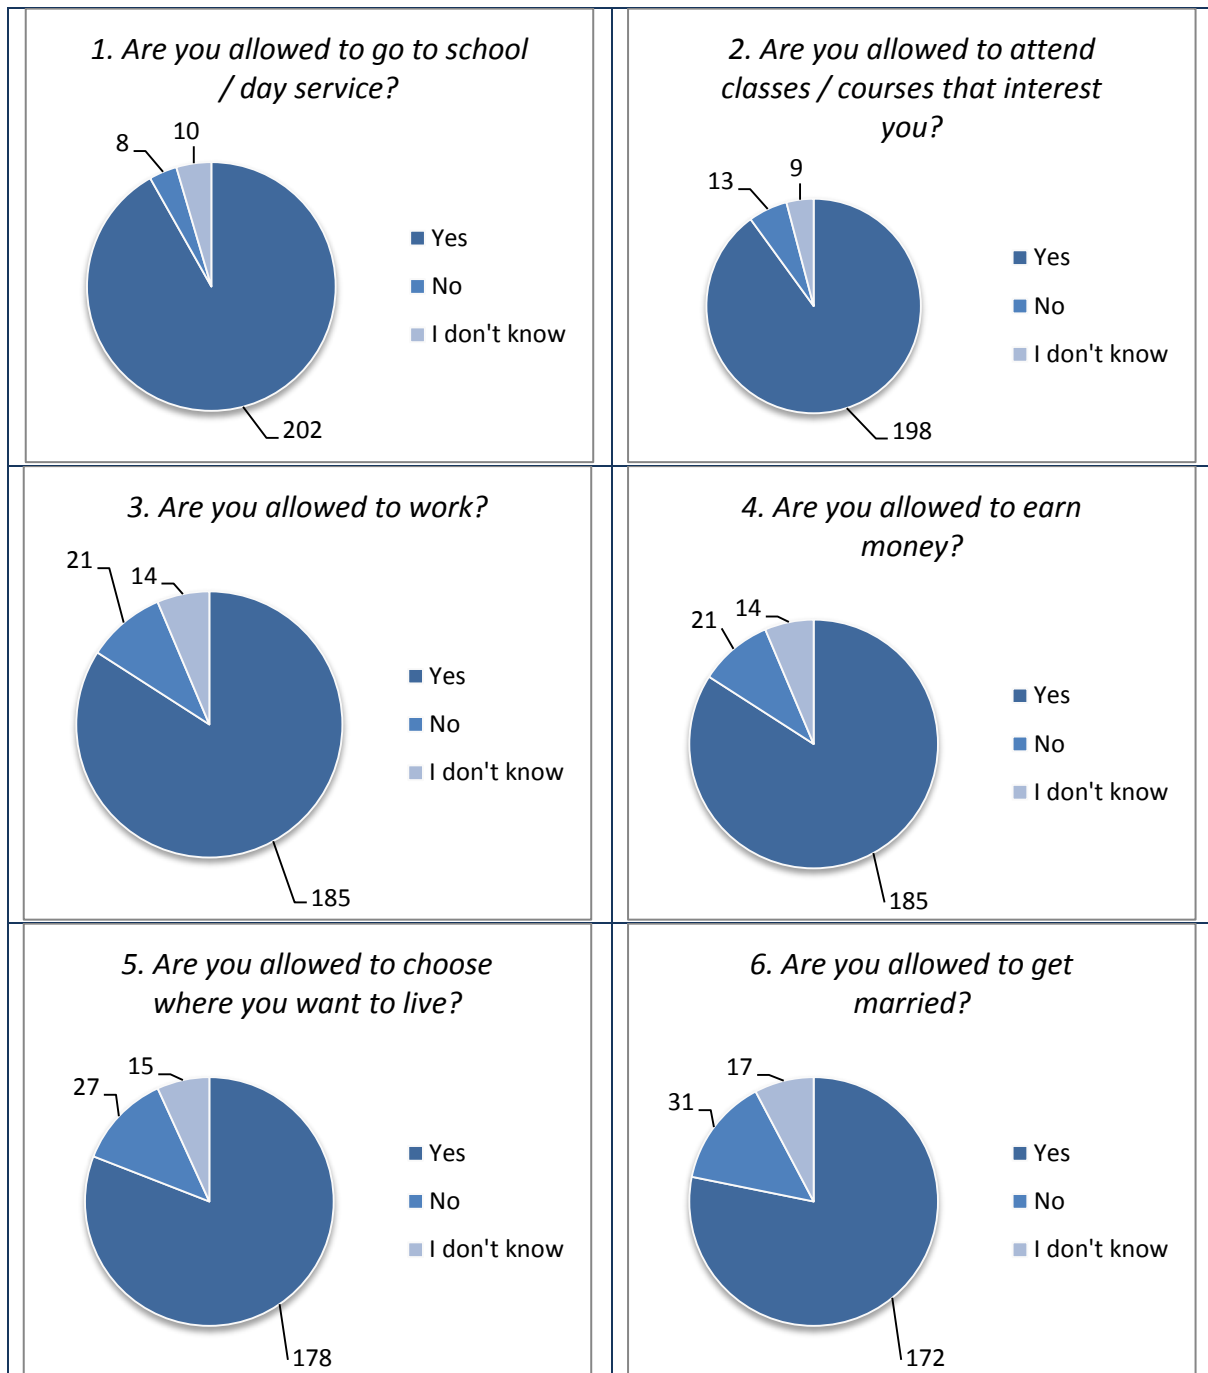 1. Are you allowed to go to school
/ day service?
8
10
Yes
No
I don't know
202
2. Are you allowed to attend
classes / courses that interest
you?
13
9
Yes
No
I don't know
198
3. Are you allowed to work?
21
14
Yes
No
I don't know
185
4. Are you allowed to earn
money?
21
14
Yes
No
I don't know
185
5. Are you allowed to choose
where you want to live?
27
15
Yes
No
I don't know
178
6. Are you allowed to get
married?
31
17
Yes
No
I don't know
172